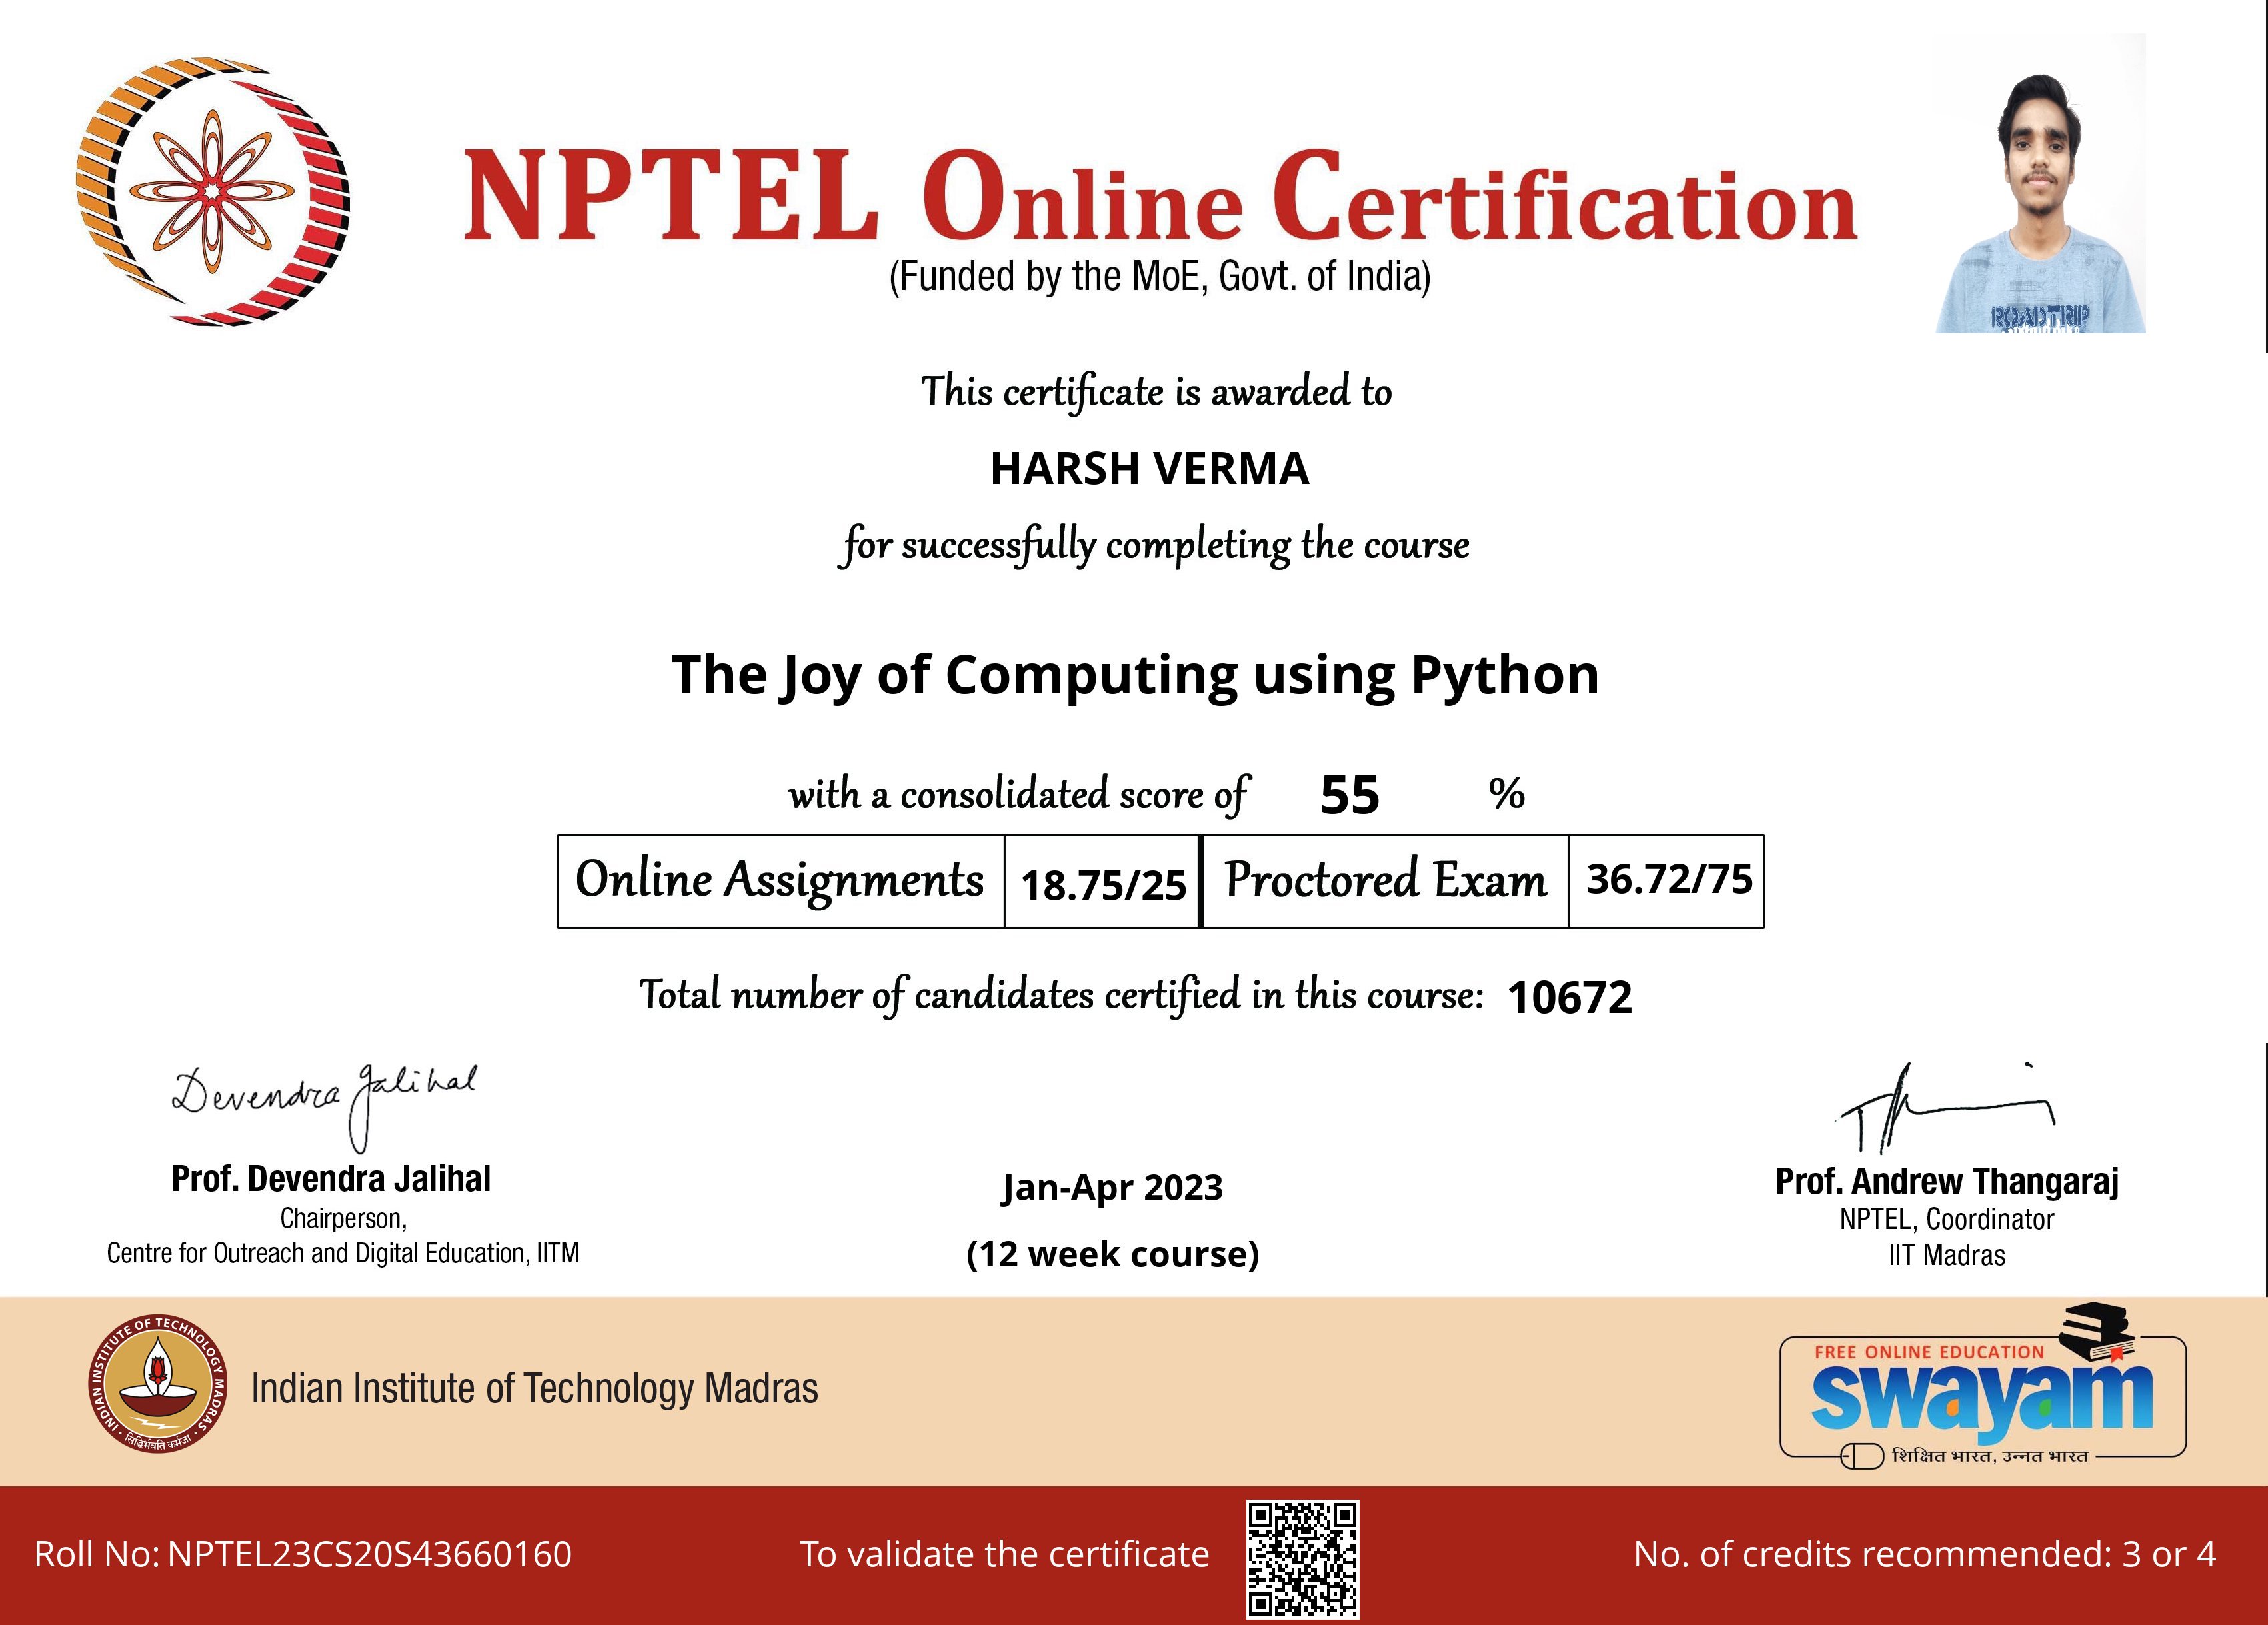 NPTEL Online Certification
(Funded by the MoE, Govt. of India)
ROADTRIP
This certificate is awarded to
HARSH VERMA
for successfully completing the course
The Joy of Computing using Python
with a consolidated score of 55 %
Online Assignments 18.75/25 Proctored Exam 36.72/75
Total number of candidates certified in this course: 10672
Devendra Jalihal
Prof. Devendra Jalihal
Chairperson,
Centre for Outreach and Digital Education, IITM
Jan-Apr 2023
(12 week course)
Prof. Andrew Thangaraj
NPTEL, Coordinator
IIT Madras
INDIAN INSTITUTE OF TECHNOLOGY MADRAS
सिद्धिर्भवति कर्मजा
Indian Institute of Technology Madras
FREE ONLINE EDUCATION
swayam
शिक्षित भारत, उन्नत भारत
Roll No: NPTEL23CS20S43660160
To validate the certificate
No. of credits recommended: 3 or 4